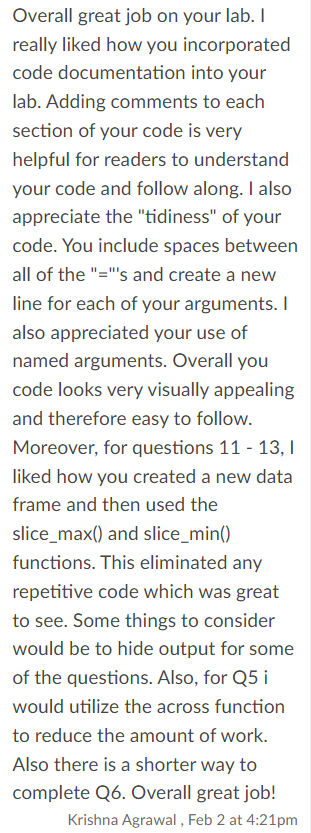 Overall great job on your lab. I
really liked how you incorporated
code documentation into your
lab. Adding comments to each
section of your code is very
helpful for readers to understand
your code and follow along. I also
appreciate the "tidiness" of your
code. You include spaces between
all of the "="'s and create a new
line for each of your arguments. I
also appreciated your use of
named arguments. Overall you
code looks very visually appealing
and therefore easy to follow.
Moreover, for questions 11 - 13, I
liked how you created a new data
frame and then used the
slice_max() and slice_min()
functions. This eliminated any
repetitive code which was great
to see. Some things to consider
would be to hide output for some
of the questions. Also, for Q5 i
would utilize the across function
to reduce the amount of work.
Also there is a shorter way to
complete Q6. Overall great job!
Krishna Agrawal , Feb 2 at 4:21pm